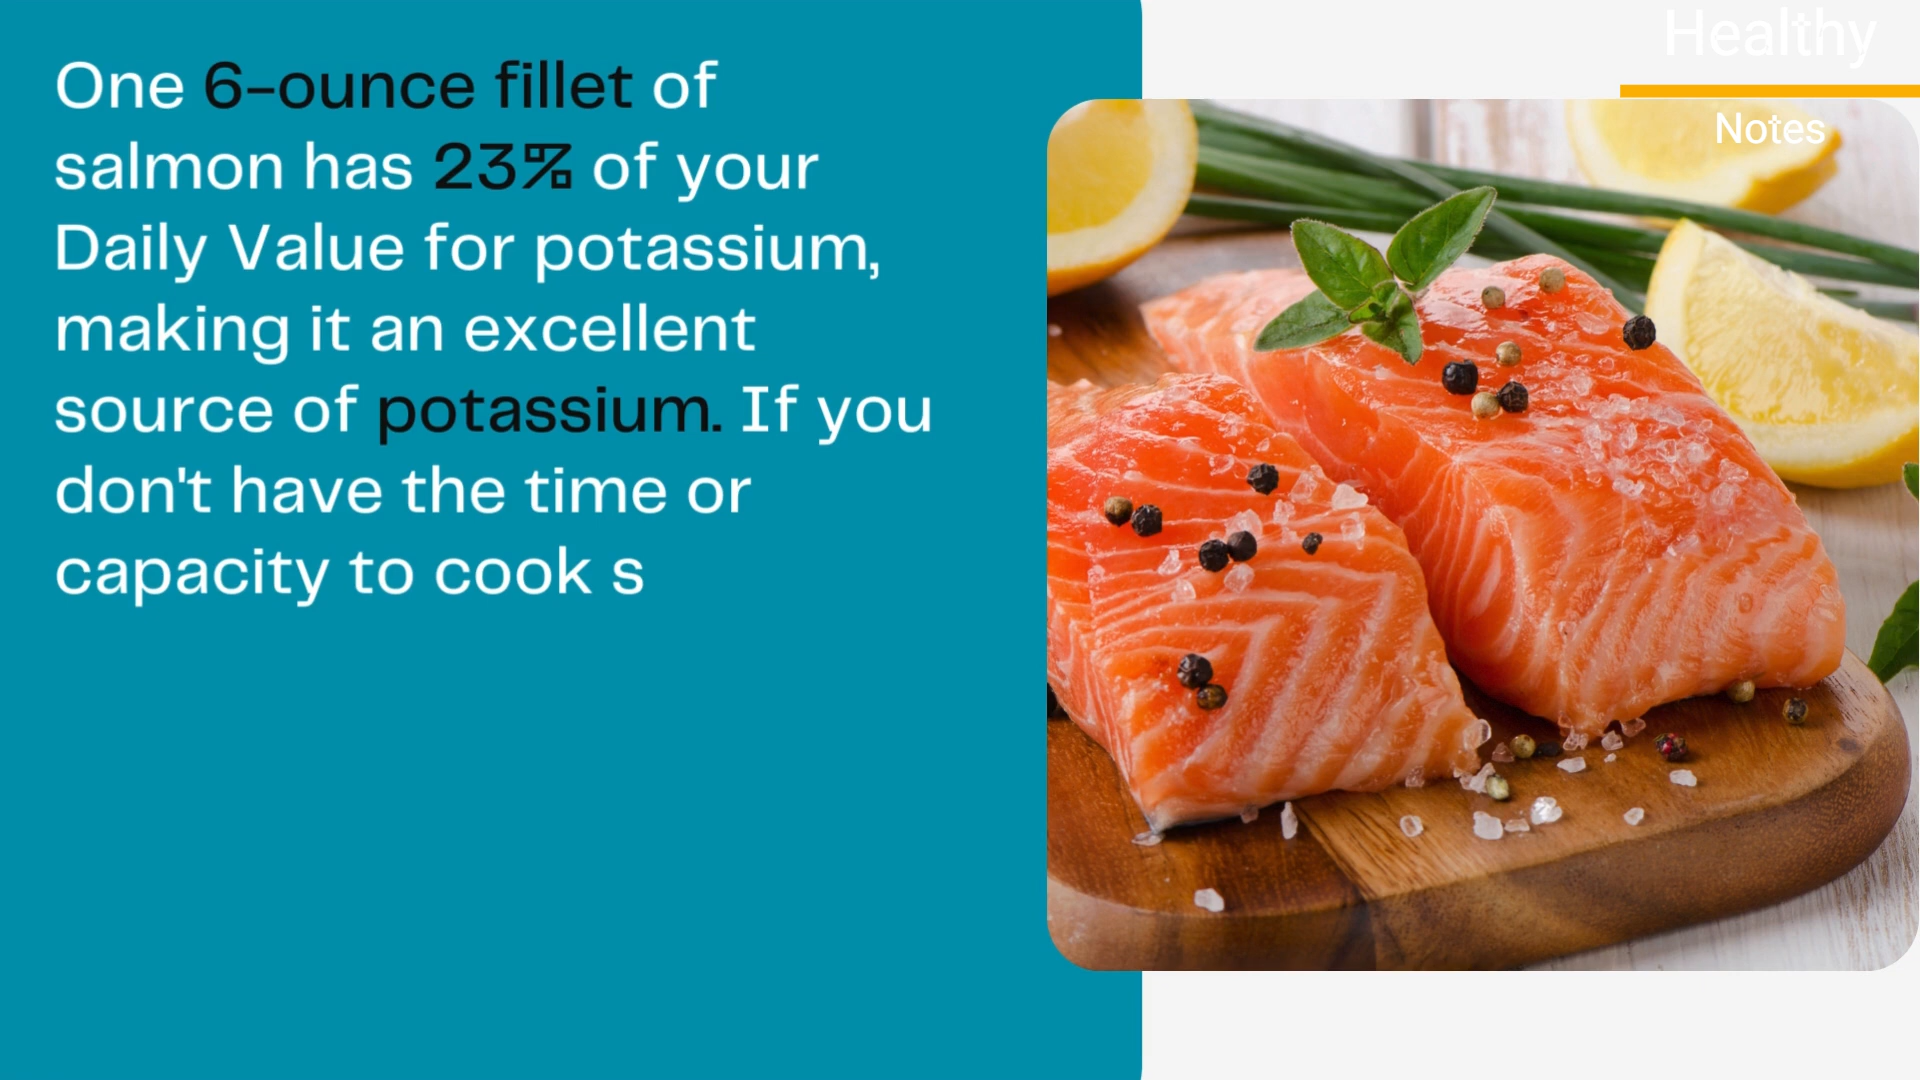 One 6-ounce fillet of
salmon has 23% of your
Daily Value for potassium,
making it an excellent
source of potassium. If you
don't have the time or
capacity to cook s
Healthy
Notes